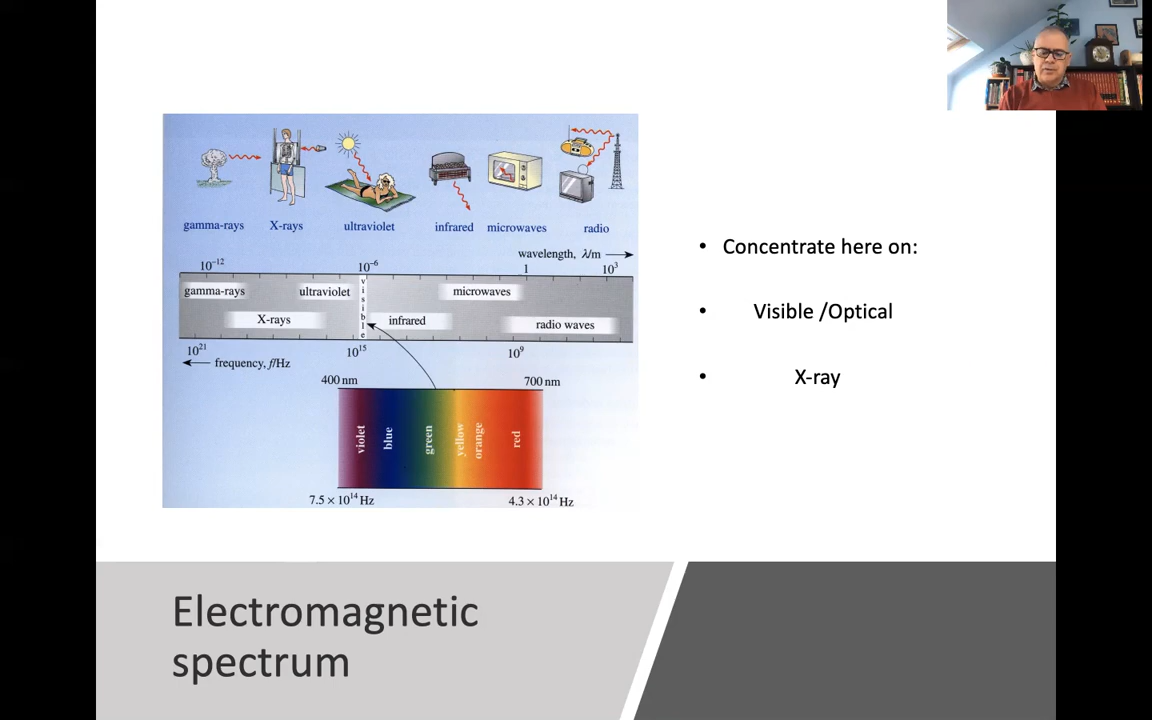 gamma-rays X-rays ultraviolet infrared microwaves radio
wavelength, λ/m
10⁻¹² 10⁻⁶ 1 10³
gamma-rays ultraviolet visible microwaves
X-rays infrared radio waves
10²¹ 10¹⁵ 10⁹
frequency, f/Hz
400 nm 700 nm
violet blue green yellow orange red
7.5 × 10¹⁴ Hz 4.3 × 10¹⁴ Hz
• Concentrate here on:
• Visible /Optical
• X-ray
Electromagnetic
spectrum